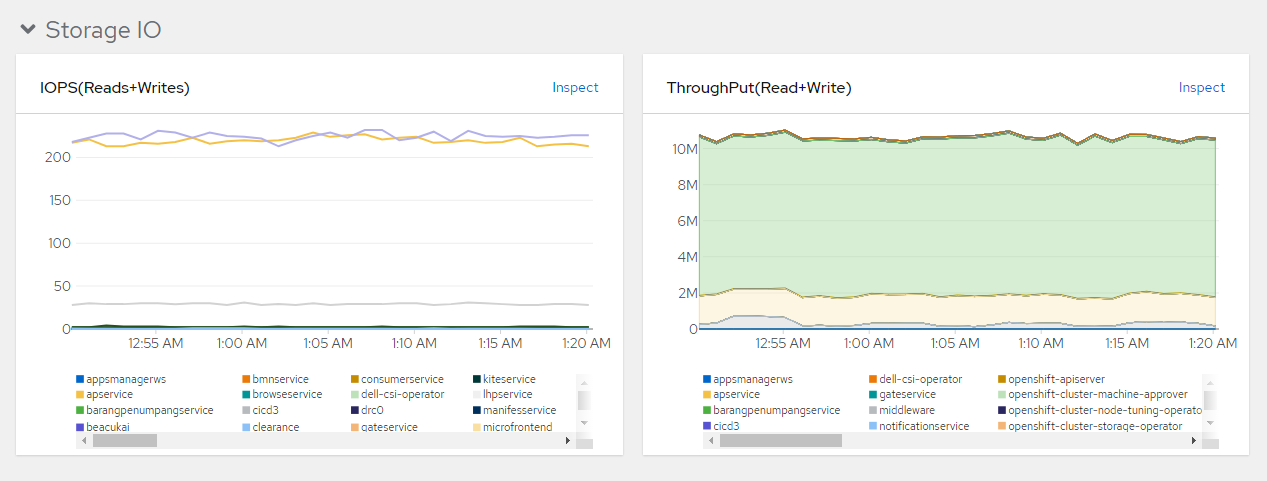 Storage IO
IOPS(Reads+Writes)
Inspect
200
150
100
50
0
12:55 AM 1:00 AM 1:05 AM 1:10 AM 1:15 AM 1:20 AM
appsmanagerws bmnservice consumerservice kiteservice
apservice browseservice dell-csi-operator lhpservice
barangpenumpangservice cicd3 drc0 manifesservice
beacukai clearance gateservice microfrontend
ThroughPut(Read+Write)
Inspect
10M
8M
6M
4M
2M
0
12:55 AM 1:00 AM 1:05 AM 1:10 AM 1:15 AM 1:20 AM
appsmanagerws dell-csi-operator openshift-apiserver
apservice gateservice openshift-cluster-machine-approver
barangpenumpangservice middleware openshift-cluster-node-tuning-operato
cicd3 notificationservice openshift-cluster-storage-operator